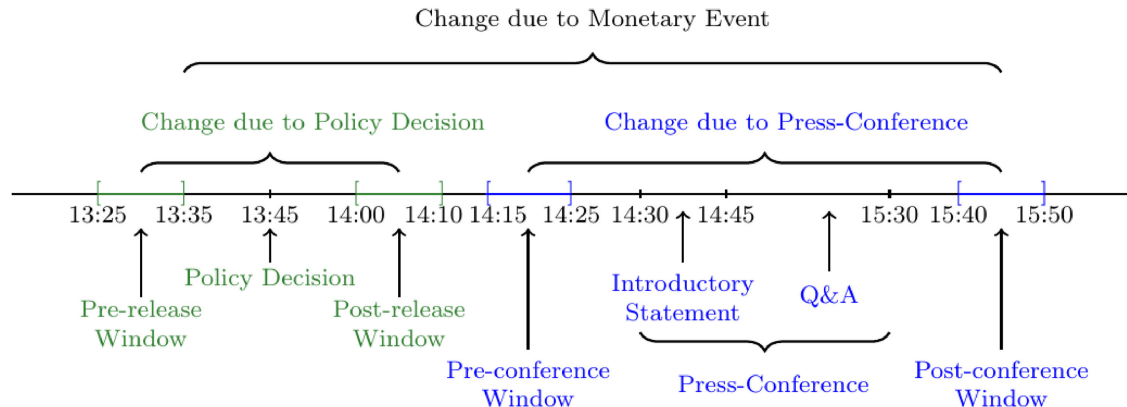 Change due to Monetary Event
Change due to Policy Decision
Change due to Press-Conference
13:25 13:35 13:45 14:00 14:10 14:15 14:25 14:30 14:45 15:30 15:40 15:50
Policy Decision
Pre-release
Window
Post-release
Window
Introductory
Statement
Q&A
Pre-conference
Window
Press-Conference
Post-conference
Window